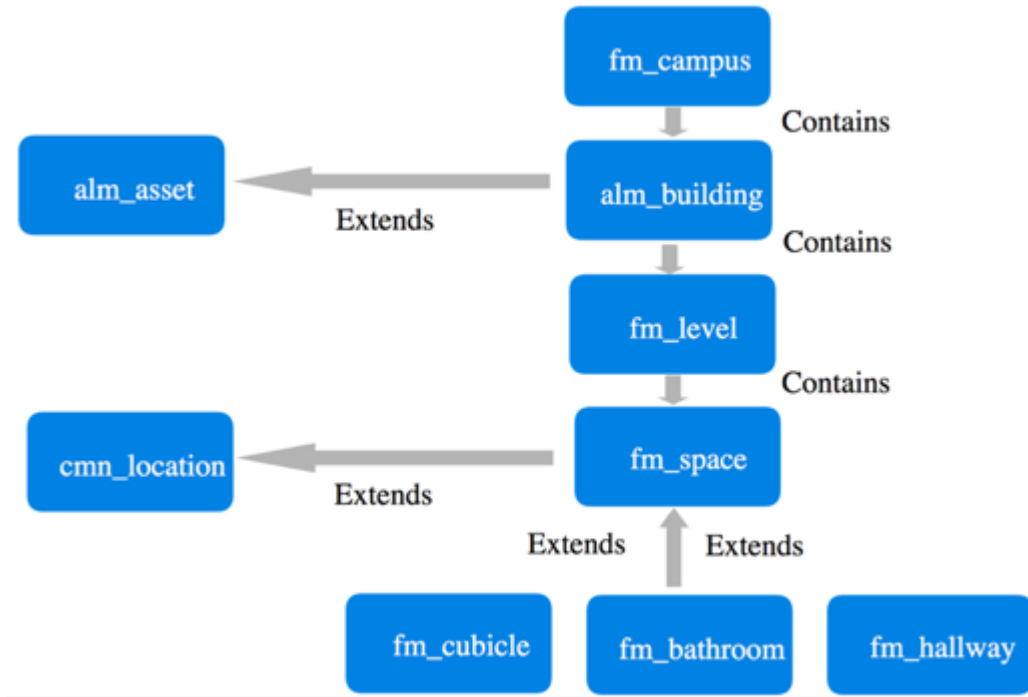 fm_campus
Contains
alm_asset
Extends
alm_building
Contains
fm_level
Contains
cmn_location
Extends
fm_space
Extends Extends
fm_cubicle
fm_bathroom
fm_hallway